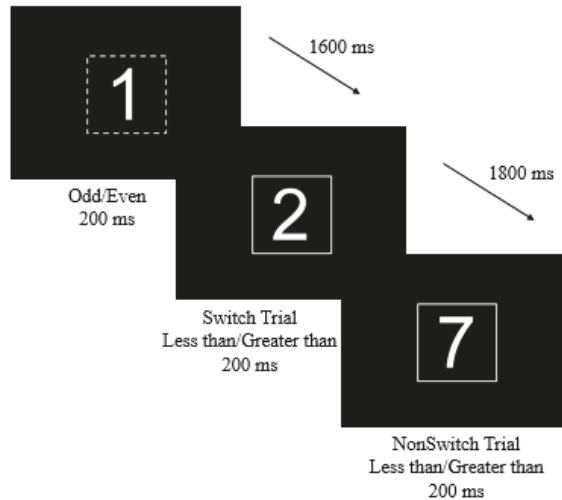 1
1600 ms
Odd/Even
200 ms
2
1800 ms
Switch Trial
Less than/Greater than
200 ms
7
NonSwitch Trial
Less than/Greater than
200 ms